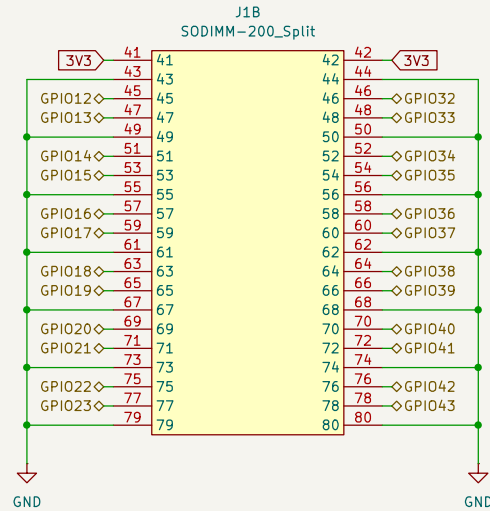 J1B
SODIMM-200_Split
3V3 41 41 42 42 3V3
43 43 44 44
GPIO12 45 45 46 46 GPIO32
GPIO13 47 47 48 48 GPIO33
49 49 50 50
GPIO14 51 51 52 52 GPIO34
GPIO15 53 53 54 54 GPIO35
55 55 56 56
GPIO16 57 57 58 58 GPIO36
GPIO17 59 59 60 60 GPIO37
61 61 62 62
GPIO18 63 63 64 64 GPIO38
GPIO19 65 65 66 66 GPIO39
67 67 68 68
GPIO20 69 69 70 70 GPIO40
GPIO21 71 71 72 72 GPIO41
73 73 74 74
GPIO22 75 75 76 76 GPIO42
GPIO23 77 77 78 78 GPIO43
79 79 80 80
GND GND